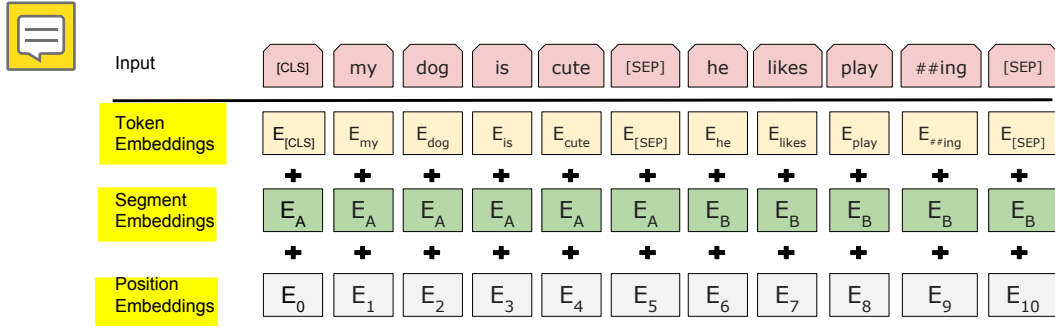 Input [CLS] my dog is cute [SEP] he likes play ##ing [SEP]
Token
Embeddings E[CLS] Emy Edog Eis Ecute E[SEP] Ehe Elikes Eplay E##ing E[SEP]
+ + + + + + + + + + +
Segment
Embeddings EA EA EA EA EA EA EB EB EB EB EB
+ + + + + + + + + + +
Position
Embeddings E0 E1 E2 E3 E4 E5 E6 E7 E8 E9 E10